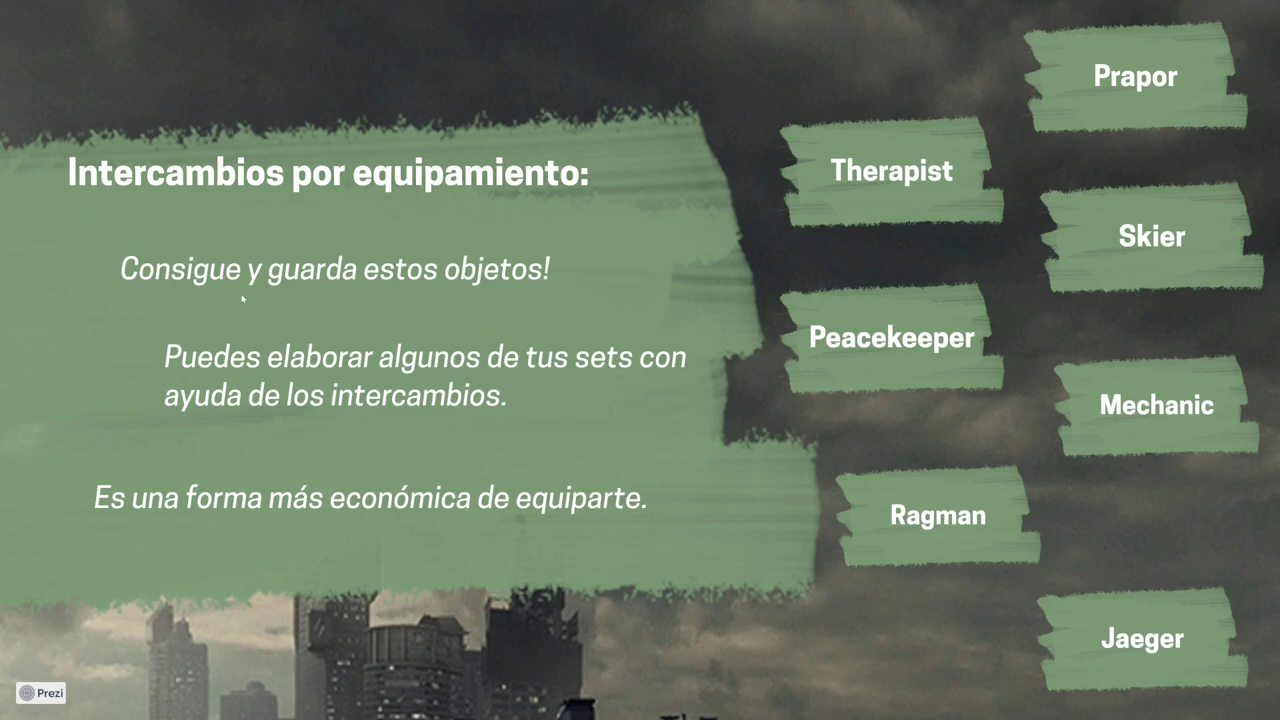 Intercambios por equipamiento:
Consigue y guarda estos objetos!
Puedes elaborar algunos de tus sets con
ayuda de los intercambios.
Es una forma más económica de equiparte.
Prapor
Therapist
Skier
Peacekeeper
Mechanic
Ragman
Jaeger
Prezi